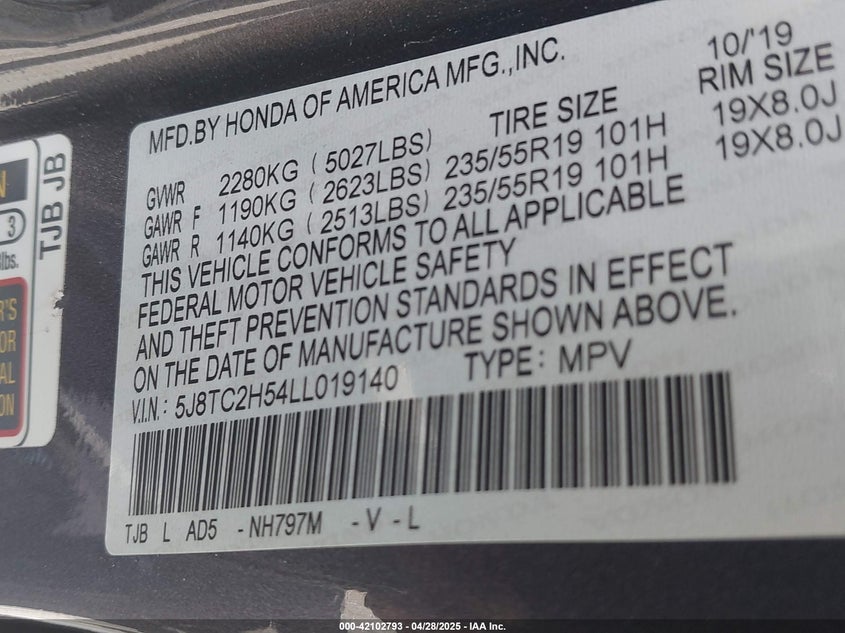 MFD.BY HONDA OF AMERICA MFG.,INC. 10/'19
TIRE SIZE RIM SIZE
GVWR 2280KG (5027LBS)
GAWR F 1190KG (2623LBS) 235/55R19 101H 19X8.0J
GAWR R 1140KG (2513LBS) 235/55R19 101H 19X8.0J
THIS VEHICLE CONFORMS TO ALL APPLICABLE
FEDERAL MOTOR VEHICLE SAFETY
AND THEFT PREVENTION STANDARDS IN EFFECT
ON THE DATE OF MANUFACTURE SHOWN ABOVE.
V.I.N.: 5J8TC2H54LL019140 TYPE: MPV
TJB L AD5 -NH797M -V -L
TJB JB
3
lbs.
000-42102793 - 04/28/2025 - IAA Inc.